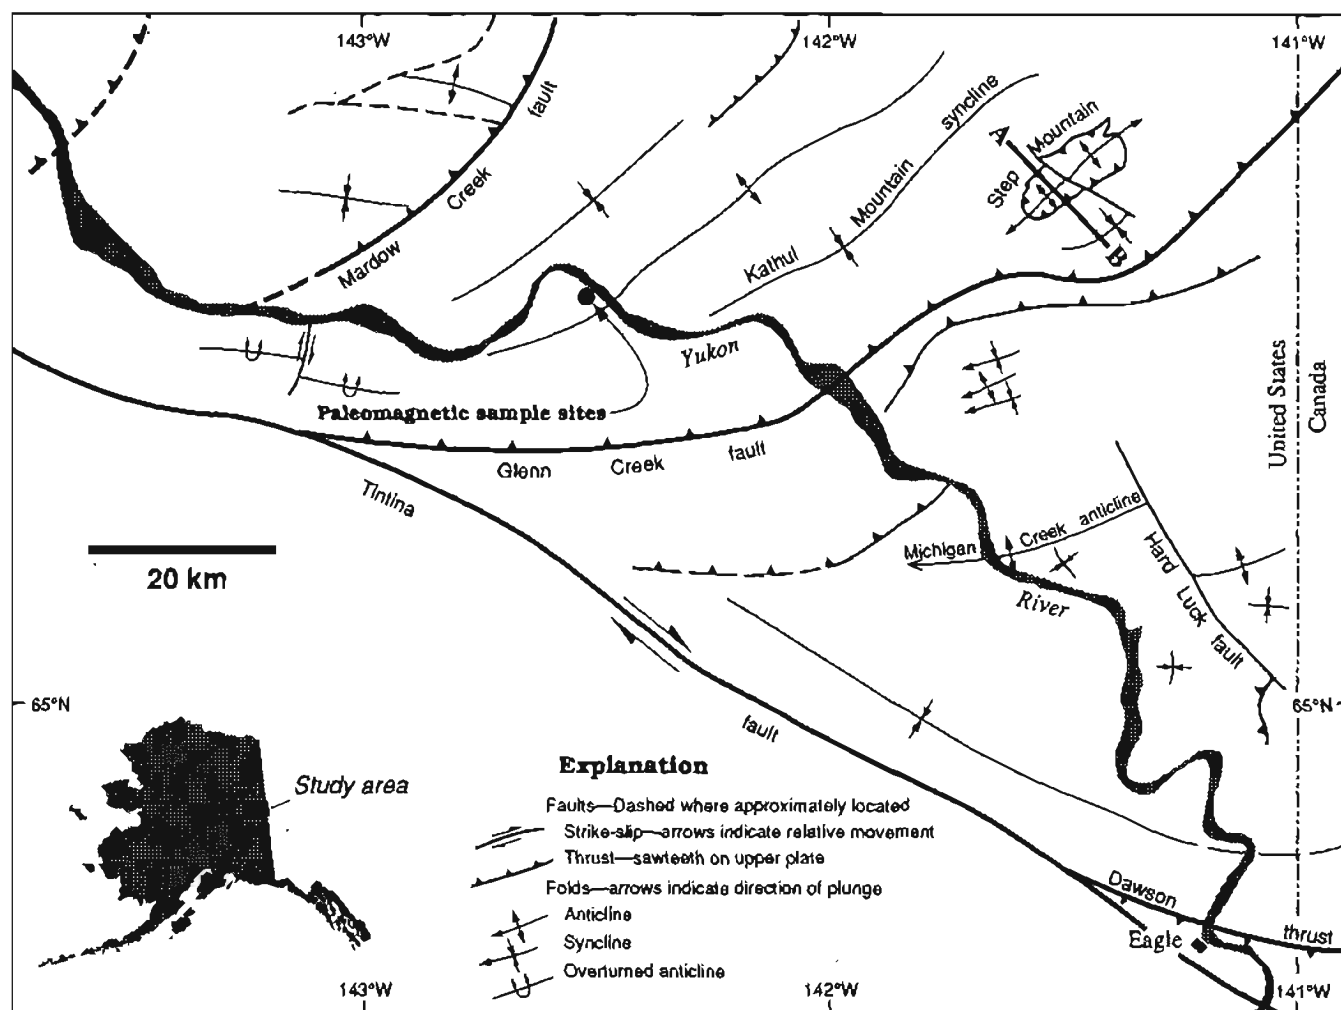 143°W
142°W
141°W
Mardow Creek fault
Kathul Mountain syncline
A
Step Mountain
B
Yukon
Paleomagnetic sample sites
Glenn Creek fault
Tintina
fault
United States
Canada
20 km
Michigan Creek anticline
River
Hard Luck fault
65°N
65°N
Study area
Explanation
Faults—Dashed where approximately located
Strike-slip—arrows indicate relative movement
Thrust—sawteeth on upper plate
Folds—arrows indicate direction of plunge
Anticline
Syncline
Overturned anticline
Dawson
thrust
Eagle
143°W
142°W
141°W